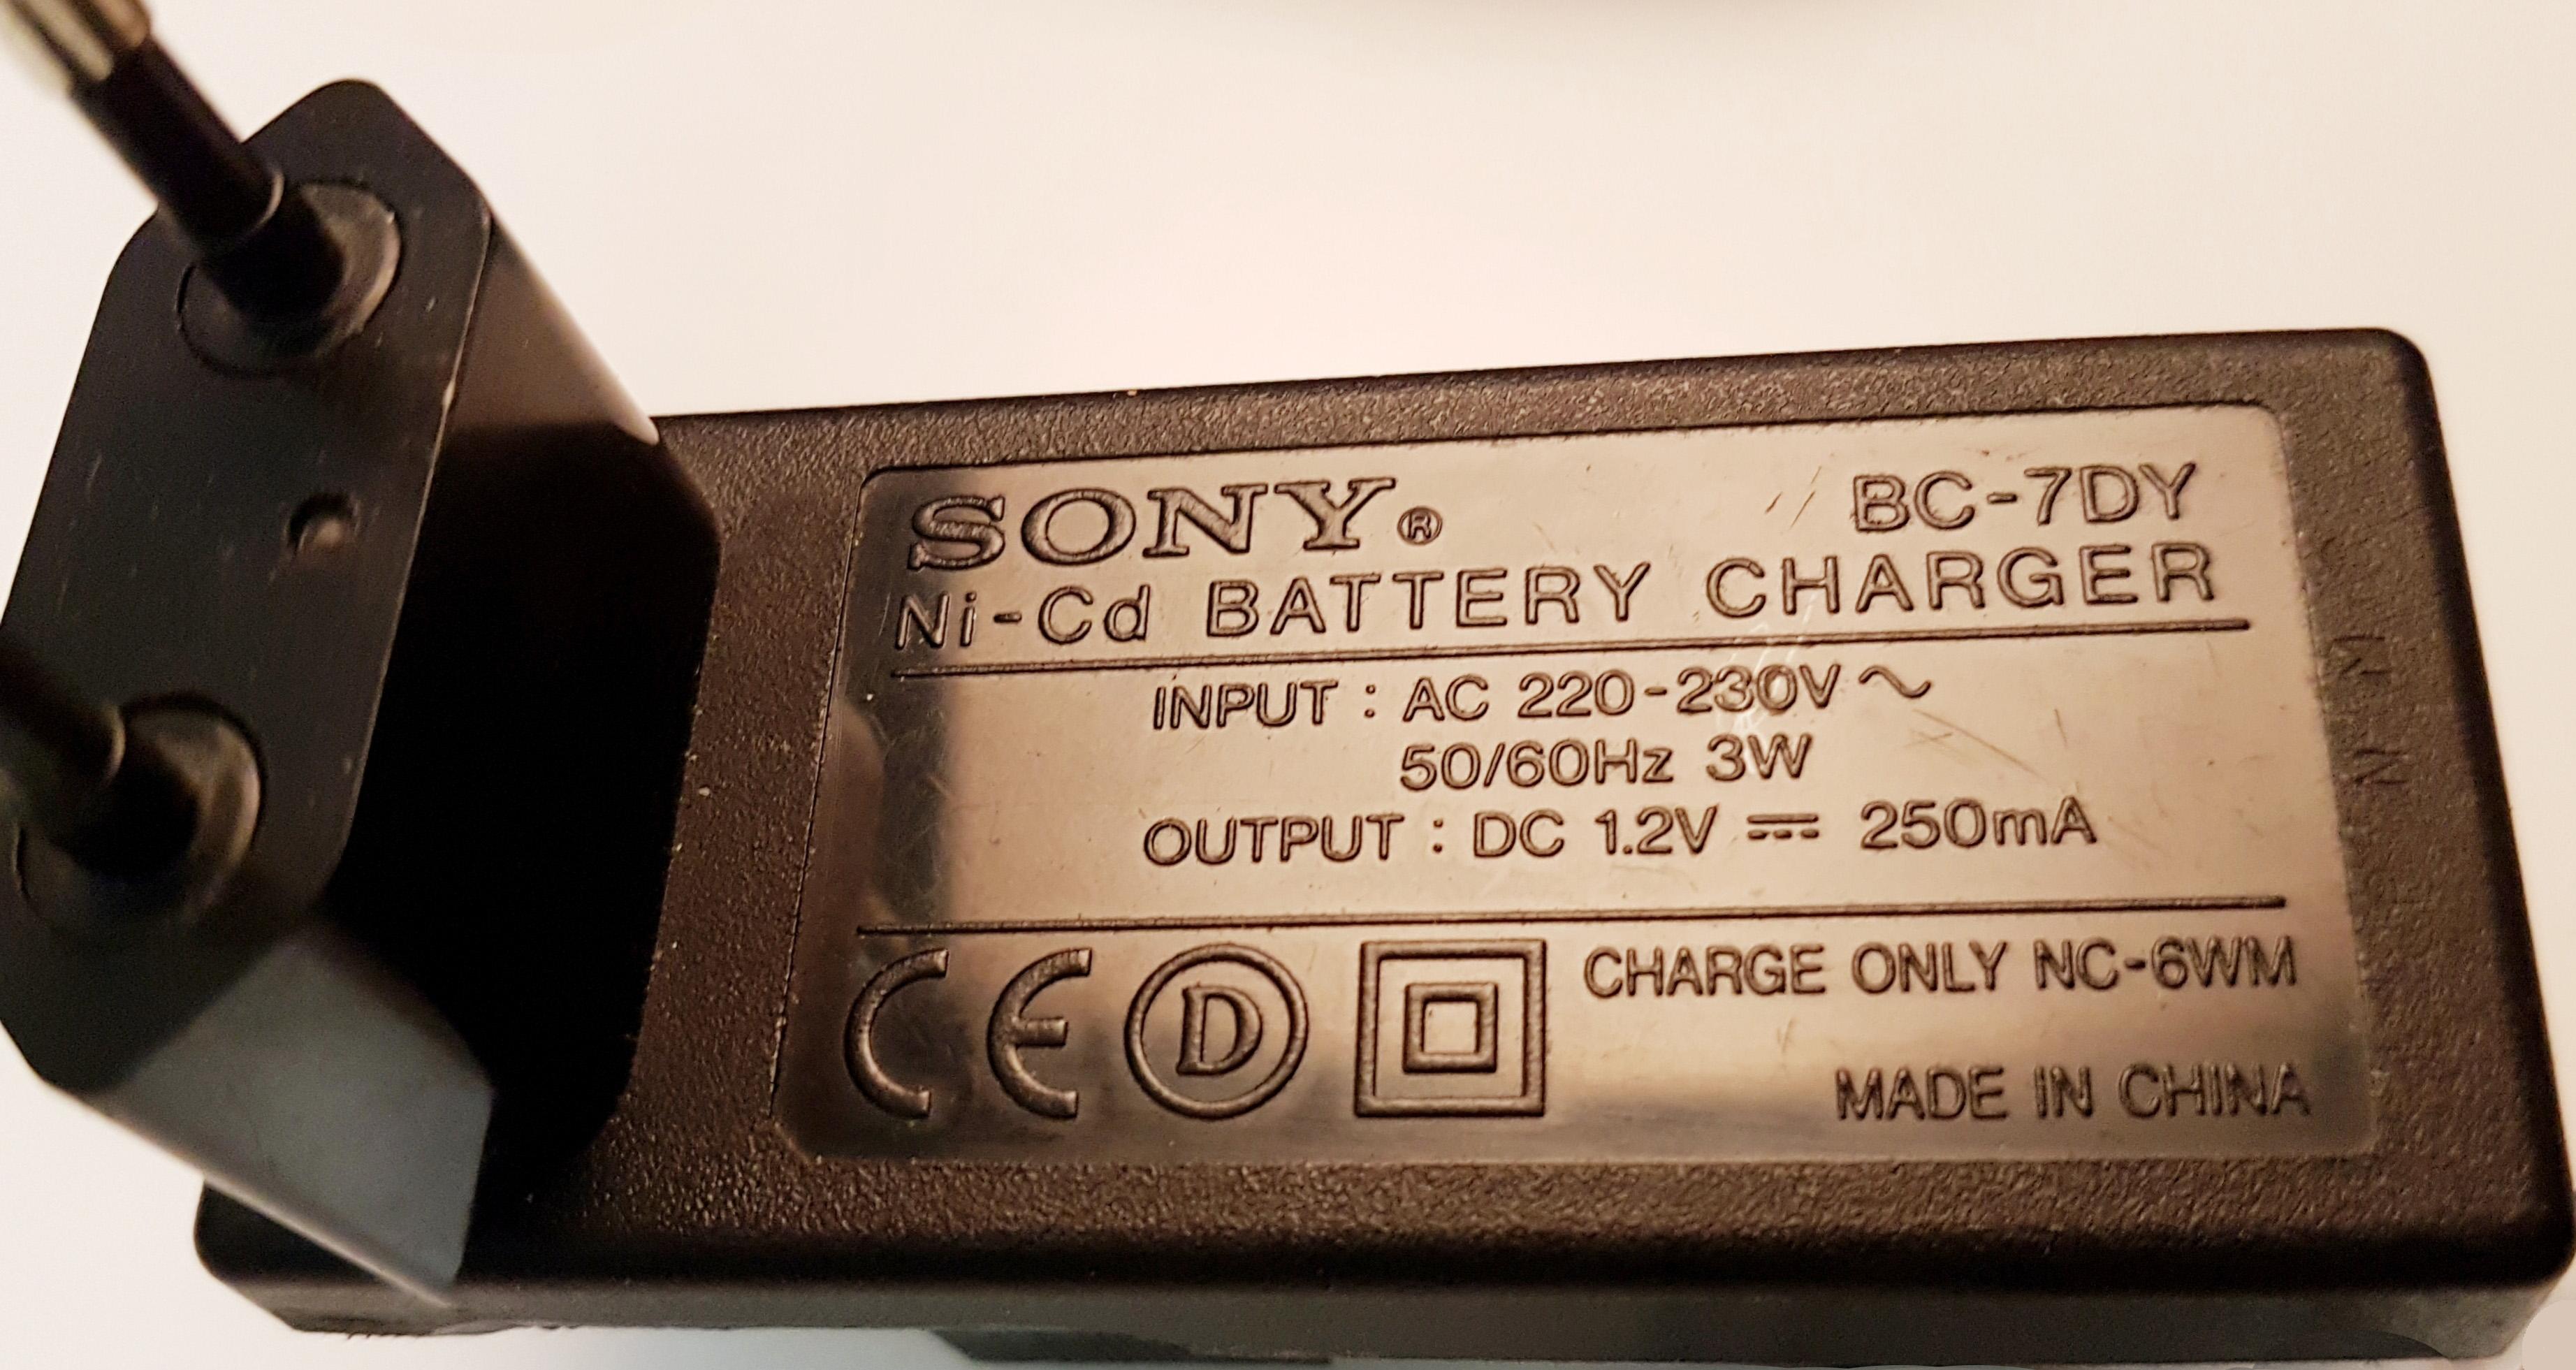 SONY® BC-7DY
Ni-Cd BATTERY CHARGER
INPUT : AC 220-230V ~
50/60Hz 3W
OUTPUT : DC 1.2V ⎓ 250mA
CE D CHARGE ONLY NC-6WM
MADE IN CHINA